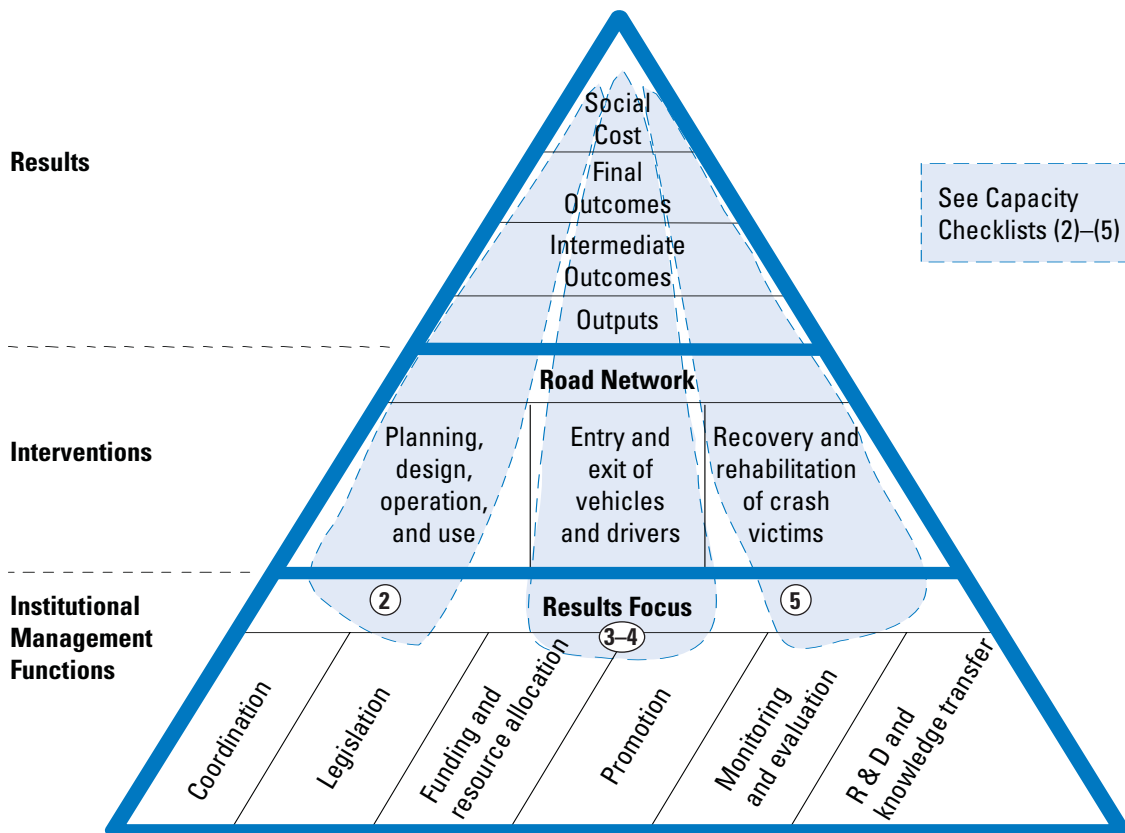 Results
Social
Cost
Final
Outcomes
Intermediate
Outcomes
Outputs
See Capacity
Checklists (2)–(5)
Interventions
Road Network
Planning,
design,
operation,
and use
Entry and
exit of
vehicles
and drivers
Recovery and
rehabilitation
of crash
victims
Institutional
Management
Functions
2
Results Focus
3–4
5
Coordination
Legislation
Funding and
resource allocation
Promotion
Monitoring
and evaluation
R & D and
knowledge transfer